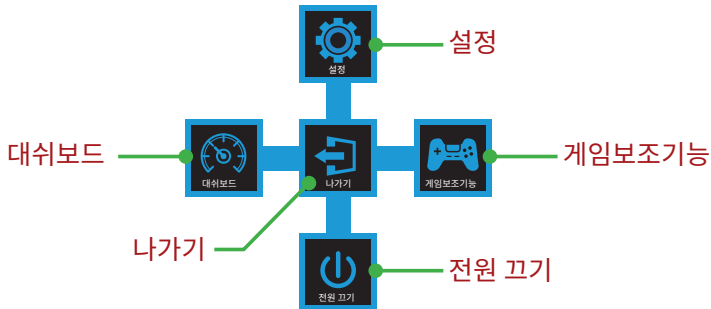 설정
설정
대쉬보드
대쉬보드
나가기
게임보조기능
게임보조기능
나가기
전원 끄기
전원 끄기